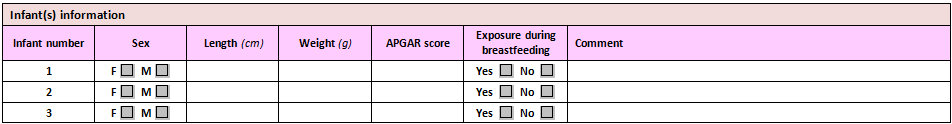 Infant(s) information
Infant number Sex Length (cm) Weight (g) APGAR score Exposure during breastfeeding Comment
1 F M Yes No
2 F M Yes No
3 F M Yes No